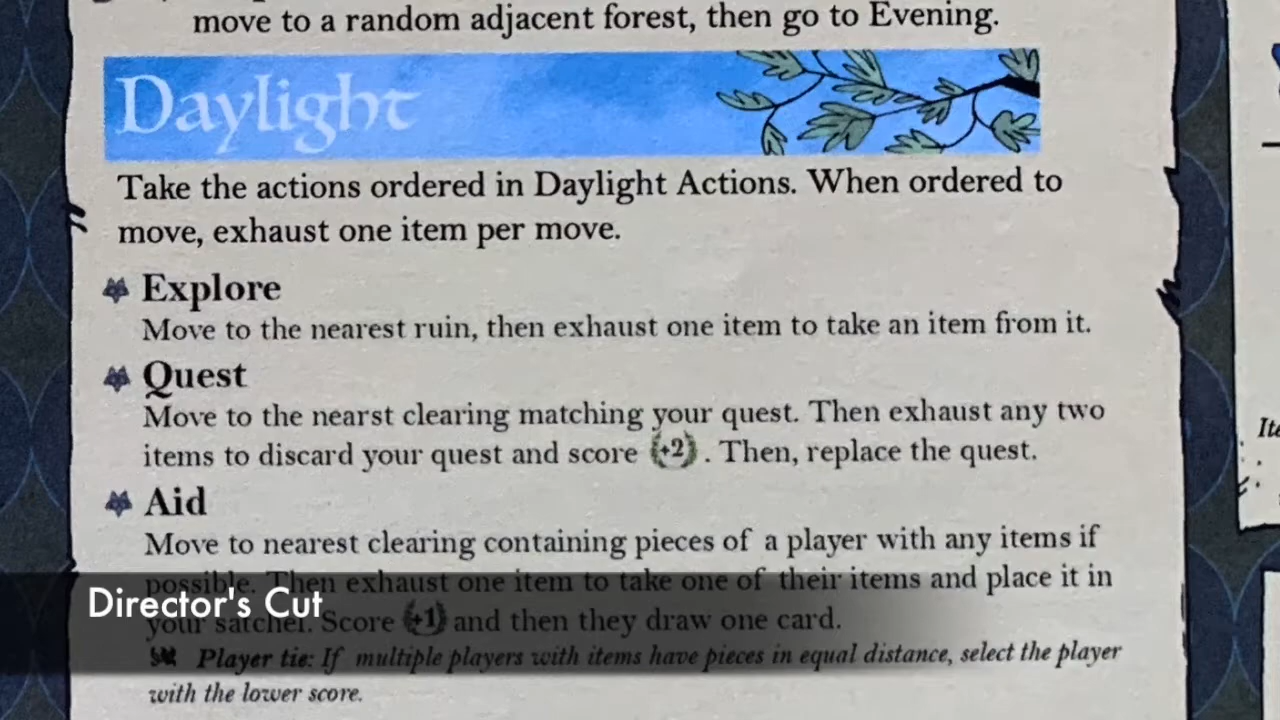 move to a random adjacent forest, then go to Evening.
Daylight
Take the actions ordered in Daylight Actions. When ordered to
move, exhaust one item per move.
Explore
Move to the nearest ruin, then exhaust one item to take an item from it.
Quest
Move to the nearst clearing matching your quest. Then exhaust any two
items to discard your quest and score (+2). Then, replace the quest.
Aid
Move to nearest clearing containing pieces of a player with any items if
possible. Then exhaust one item to take one of their items and place it in
your satchel. Score (+1) and then they draw one card.
Player tie: If multiple players with items have pieces in equal distance, select the player
with the lower score.
Director's Cut